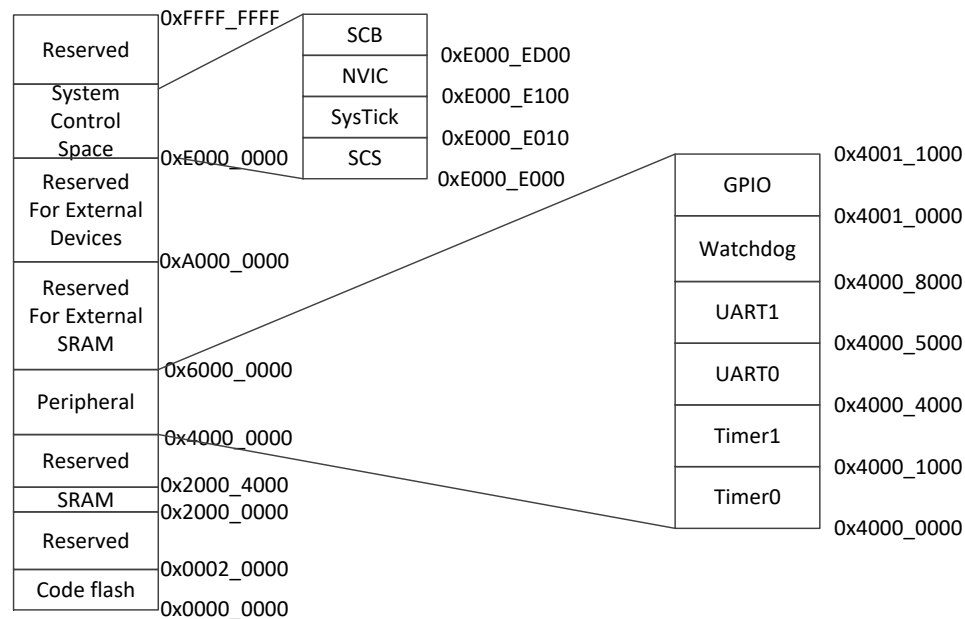 0xFFFF_FFFF
Reserved
System
Control
Space
0xE000_0000
Reserved
For External
Devices
0xA000_0000
Reserved
For External
SRAM
0x6000_0000
Peripheral
0x4000_0000
Reserved
0x2000_4000
SRAM
0x2000_0000
Reserved
0x0002_0000
Code flash
0x0000_0000
SCB
0xE000_ED00
NVIC
0xE000_E100
SysTick
0xE000_E010
SCS
0xE000_E000
0x4001_1000
GPIO
0x4001_0000
Watchdog
0x4000_8000
UART1
0x4000_5000
UART0
0x4000_4000
Timer1
0x4000_1000
Timer0
0x4000_0000